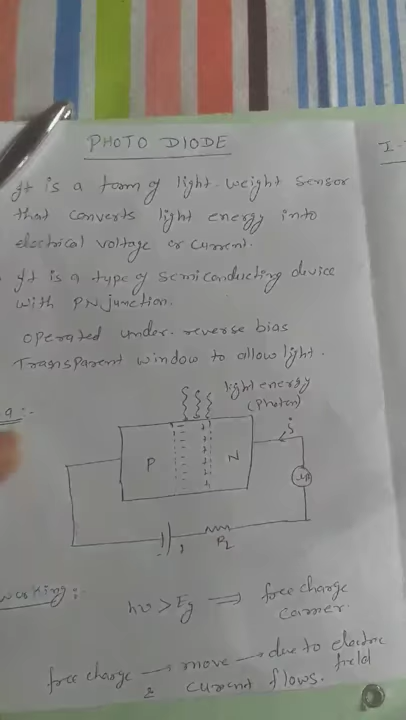 PHOTO DIODE
I-
It is a form of light-weight sensor
that converts light energy into
electrical voltage or current.
It is a type of semiconducting device
with PN junction.
operated under reverse bias
Transparent window to allow light.
light energy
(photon)
a:-
P
N
i
RL
working:-
hν > Eg ⇒ free charge
carrier.
free charge → move → due to electric
field
& current flows.